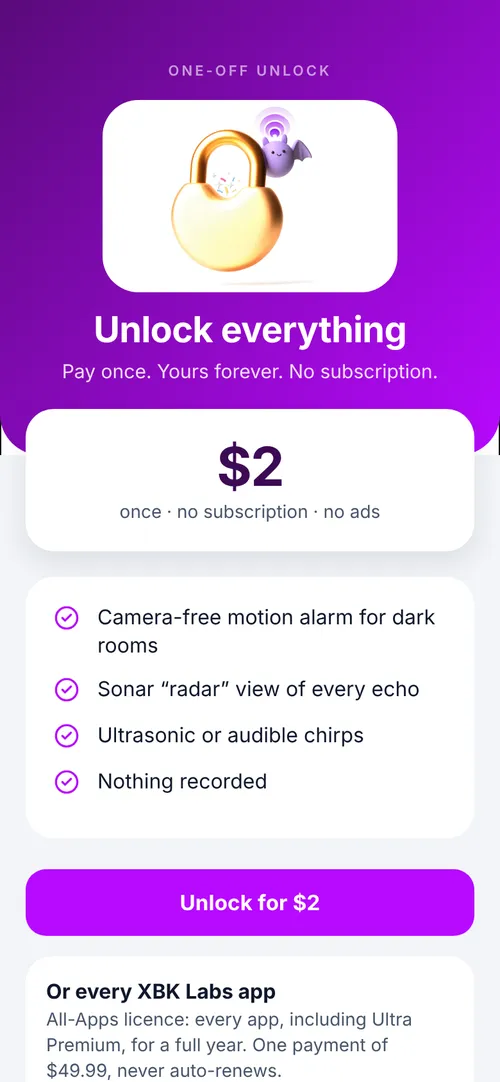 ONE-OFF UNLOCK
Unlock everything
Pay once. Yours forever. No subscription.
$2
once · no subscription · no ads
Camera-free motion alarm for dark
rooms
Sonar “radar” view of every echo
Ultrasonic or audible chirps
Nothing recorded
Unlock for $2
Or every XBK Labs app
All-Apps licence: every app, including Ultra
Premium, for a full year. One payment of
$49.99, never auto-renews.